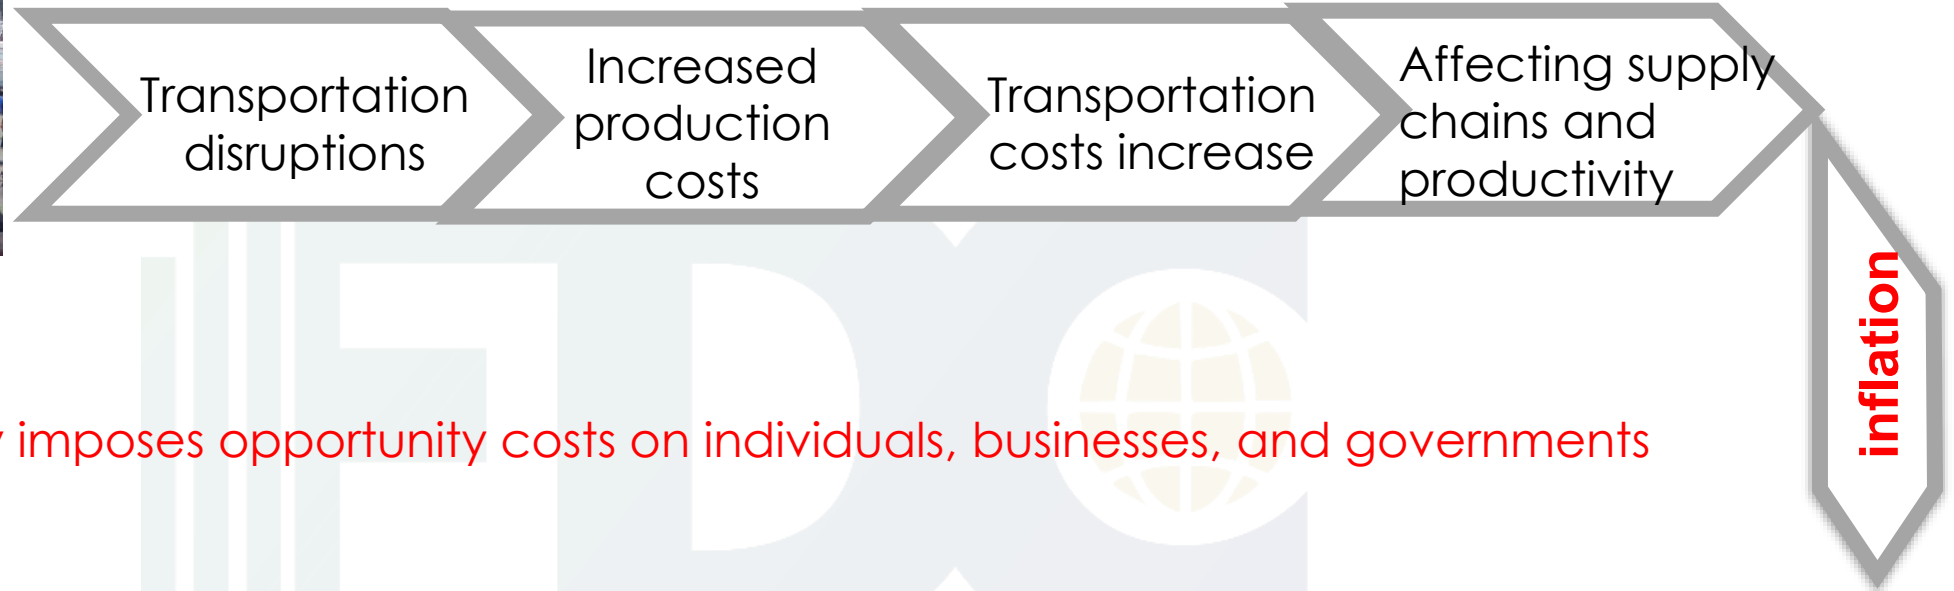 Transportation
disruptions
Increased
production
costs
Transportation
costs increase
Affecting supply
chains and
productivity
inflation
imposes opportunity costs on individuals, businesses, and governments
FDC